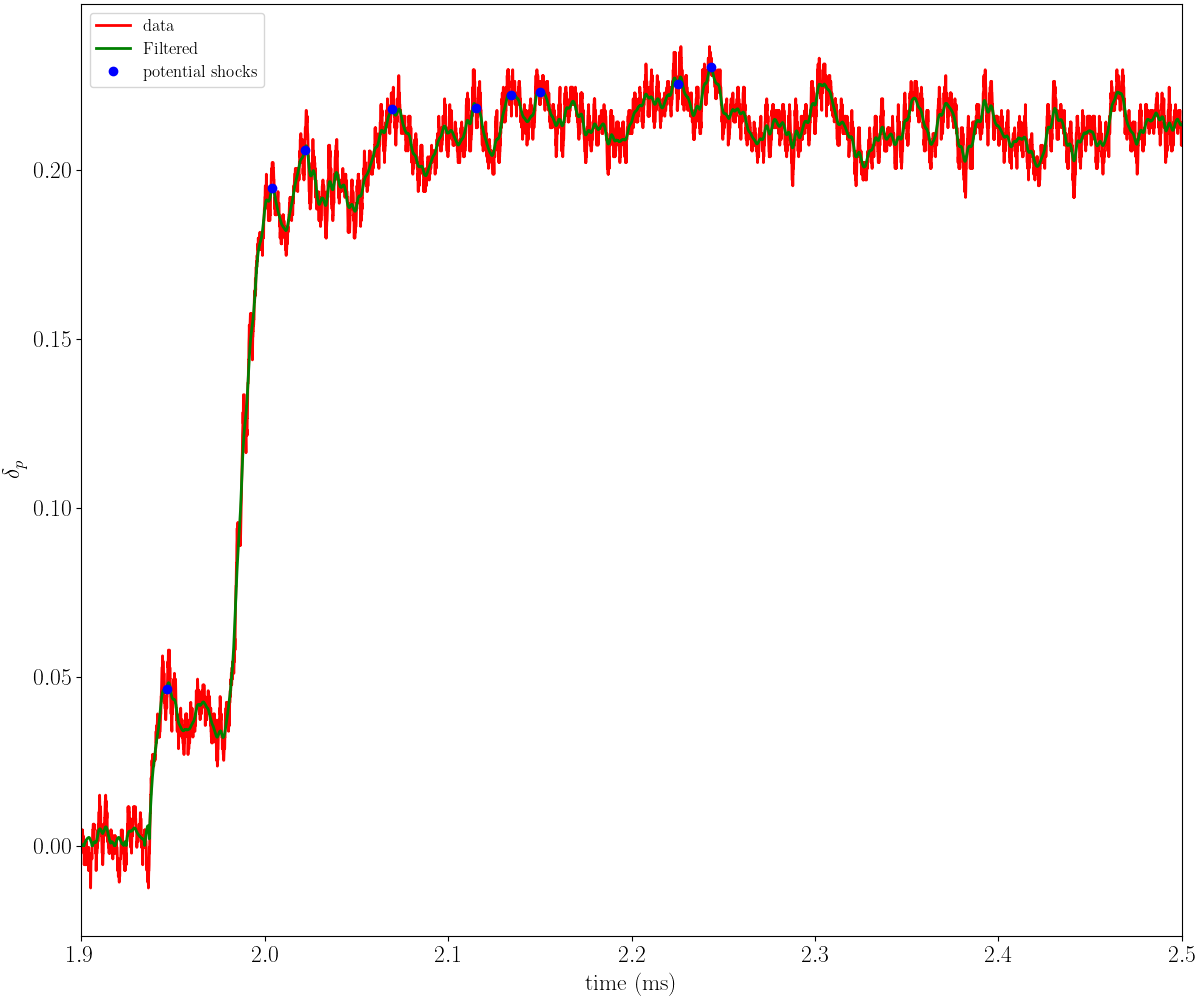 data
Filtered
potential shocks
0.20
0.15
0.10
0.05
0.00
δp
1.9 2.0 2.1 2.2 2.3 2.4 2.5
time (ms)